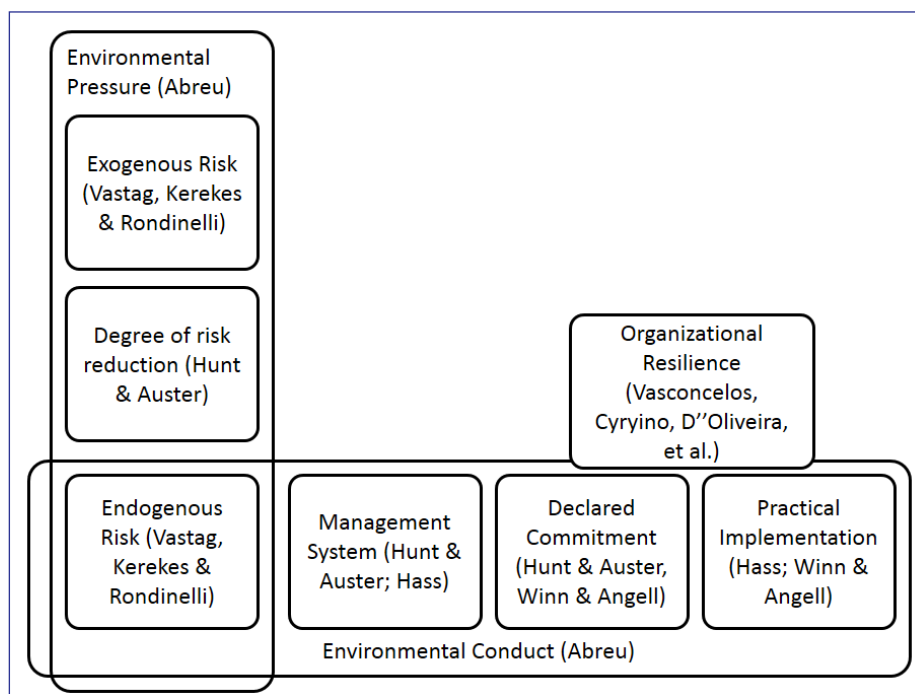 Environmental
Pressure (Abreu)
Exogenous Risk
(Vastag, Kerekes
& Rondinelli)
Degree of risk
reduction (Hunt
& Auster)
Organizational
Resilience
(Vasconcelos,
Cyryino, D’’Oliveira,
et al.)
Endogenous
Risk (Vastag,
Kerekes &
Rondinelli)
Management
System (Hunt &
Auster; Hass)
Declared
Commitment
(Hunt & Auster,
Winn & Angell)
Practical
Implementation
(Hass; Winn &
Angell)
Environmental Conduct (Abreu)